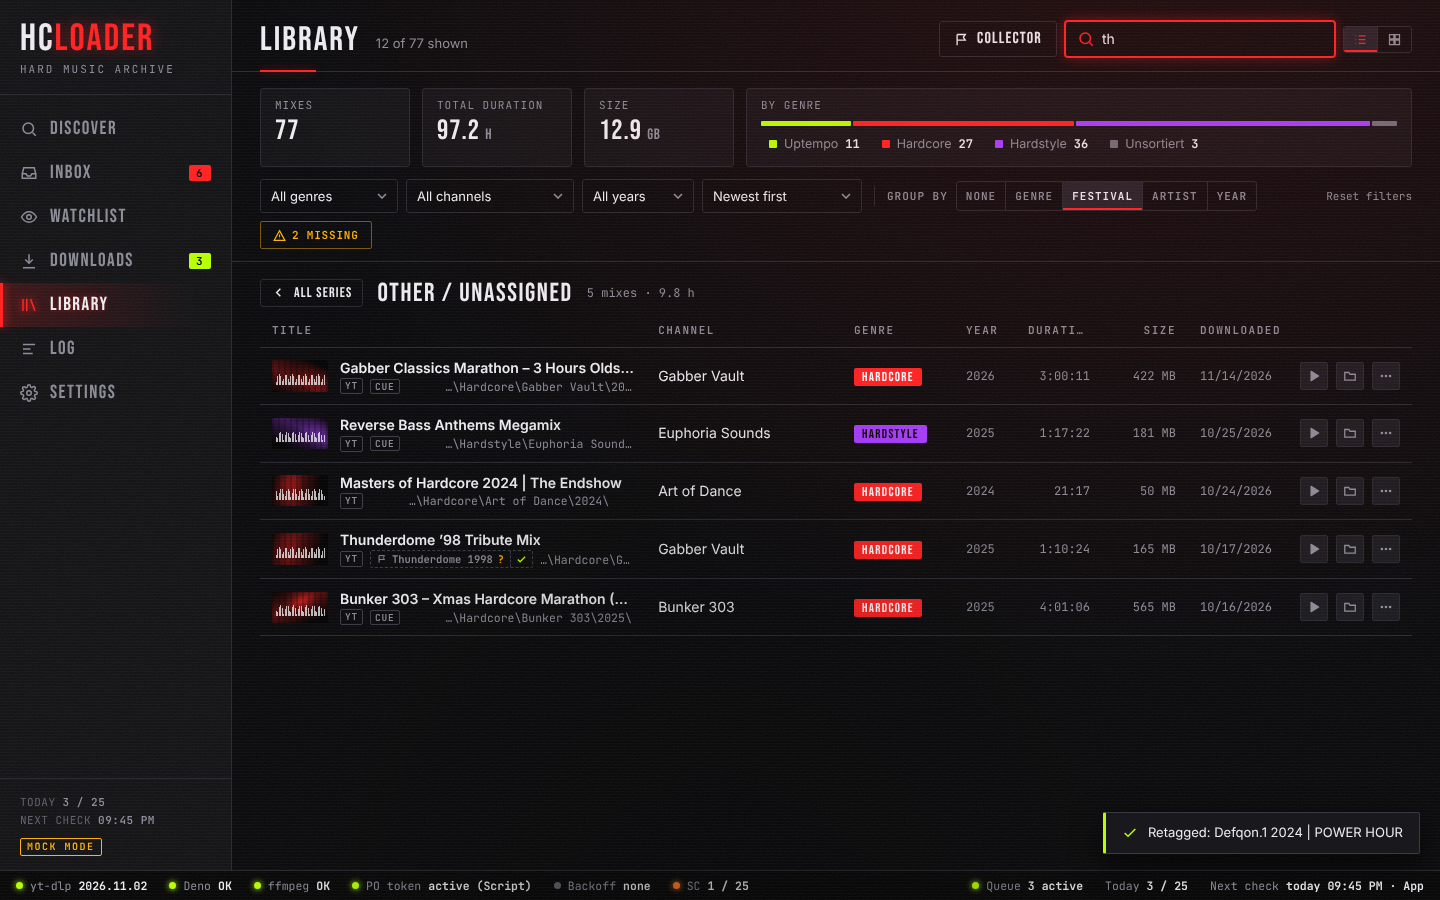 HCLOADER
HARD MUSIC ARCHIVE
DISCOVER
INBOX 6
WATCHLIST
DOWNLOADS 3
LIBRARY
LOG
SETTINGS
TODAY 3 / 25
NEXT CHECK 09:45 PM
MOCK MODE
LIBRARY 12 of 77 shown
COLLECTOR
th
MIXES
77
TOTAL DURATION
97.2 H
SIZE
12.9 GB
BY GENRE
Uptempo 11 Hardcore 27 Hardstyle 36 Unsortiert 3
All genres All channels All years Newest first GROUP BY NONE GENRE FESTIVAL ARTIST YEAR Reset filters
2 MISSING
ALL SERIES OTHER / UNASSIGNED 5 mixes · 9.8 h
TITLE CHANNEL GENRE YEAR DURATI… SIZE DOWNLOADED
Gabber Classics Marathon – 3 Hours Olds…
YT CUE …\Hardcore\Gabber Vault\20…
Gabber Vault HARDCORE 2026 3:00:11 422 MB 11/14/2026
Reverse Bass Anthems Megamix
YT CUE …\Hardstyle\Euphoria Sound…
Euphoria Sounds HARDSTYLE 2025 1:17:22 181 MB 10/25/2026
Masters of Hardcore 2024 | The Endshow
YT …\Hardcore\Art of Dance\2024\
Art of Dance HARDCORE 2024 21:17 50 MB 10/24/2026
Thunderdome ’98 Tribute Mix
YT Thunderdome 1998 ? …\Hardcore\G…
Gabber Vault HARDCORE 2025 1:10:24 165 MB 10/17/2026
Bunker 303 – Xmas Hardcore Marathon (…
YT CUE …\Hardcore\Bunker 303\2025\
Bunker 303 HARDCORE 2025 4:01:06 565 MB 10/16/2026
Retagged: Defqon.1 2024 | POWER HOUR
yt-dlp 2026.11.02 Deno OK ffmpeg OK PO token active (Script) Backoff none SC 1 / 25 Queue 3 active Today 3 / 25 Next check today 09:45 PM · App